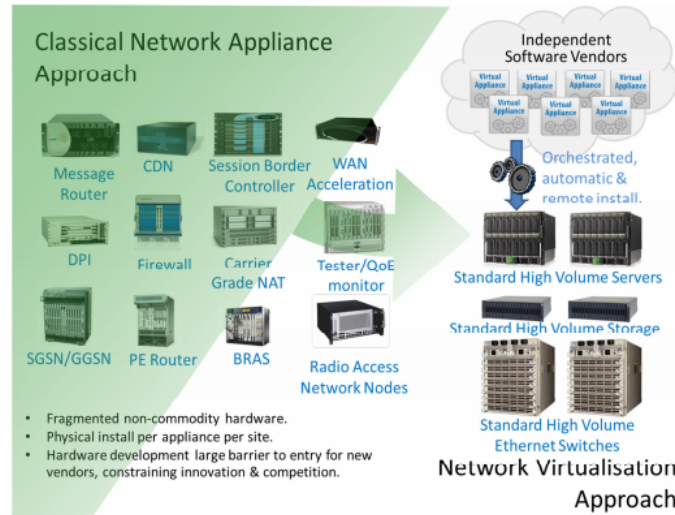 Classical Network Appliance
Approach
Message
Router
CDN
Session Border
Controller
WAN
Acceleration
DPI
Firewall
Carrier
Grade NAT
Tester/QoE
monitor
SGSN/GGSN
PE Router
BRAS
Radio Access
Network Nodes
• Fragmented non-commodity hardware.
• Physical install per appliance per site.
• Hardware development large barrier to entry for new
vendors, constraining innovation & competition.
Independent
Software Vendors
Virtual
Appliance
Virtual
Appliance
Virtual
Appliance
Virtual
Appliance
Virtual
Appliance
Virtual
Appliance
Virtual
Appliance
Orchestrated,
automatic &
remote install.
Standard High Volume Servers
Standard High Volume Storage
Standard High Volume
Ethernet Switches
Network Virtualisation
Approach